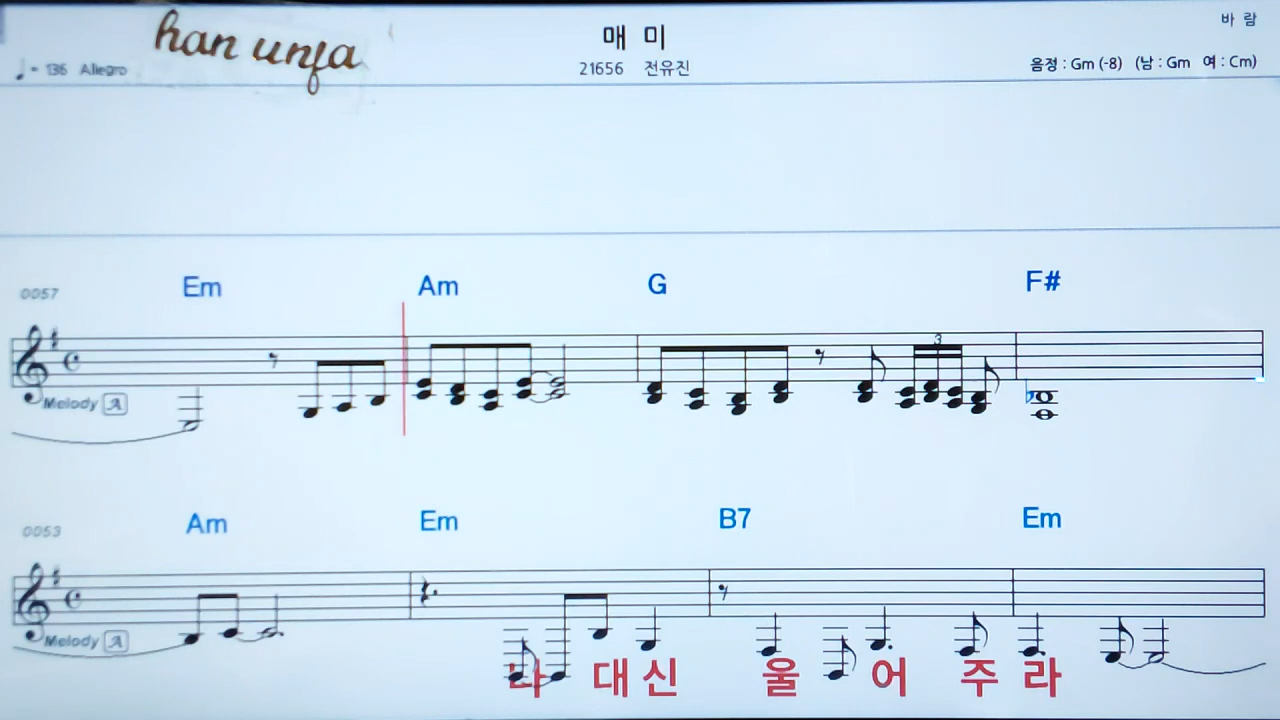 han unja
매 미
바 람
♩= 136 Allegro
21656 전유진
음정 : Gm (-8) (남 : Gm 여 : Cm)
0057 Em Am G F#
3
Melody A
0053 Am Em B7 Em
Melody A
나 대 신 울 어 주 라